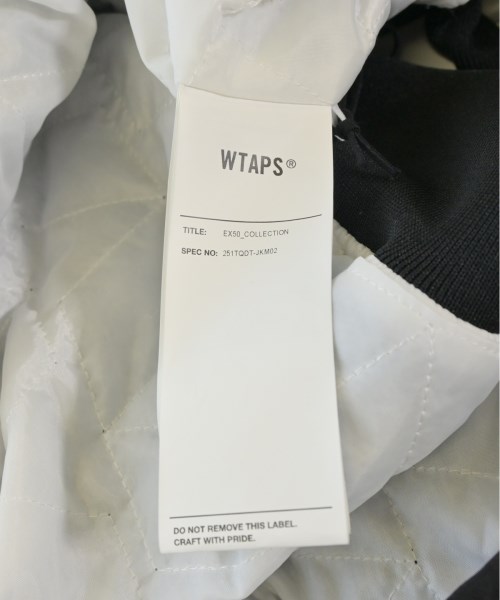 WTAPS®
TITLE: EX50_COLLECTION
SPEC NO: 251TQDT-JKM02
DO NOT REMOVE THIS LABEL.
CRAFT WITH PRIDE.